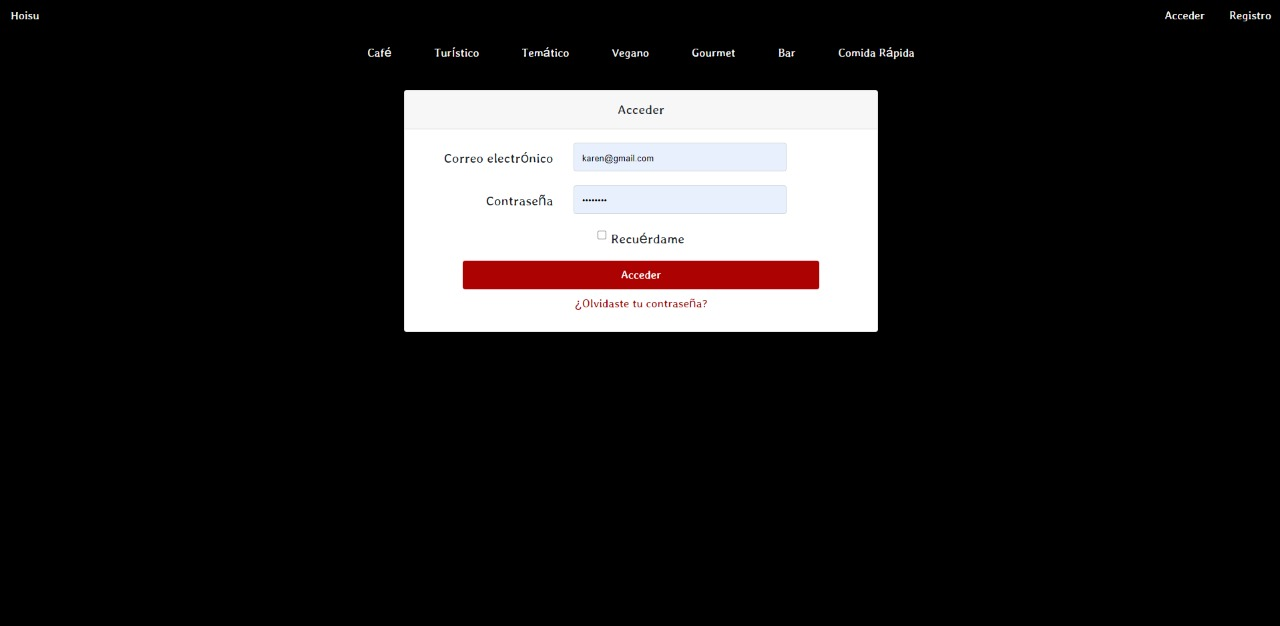 Hoisu Acceder Registro
Café Turístico Temático Vegano Gourmet Bar Comida Rápida
Acceder
Correo electrónico karen@gmail.com
Contraseña ········
Recuérdame
Acceder
¿Olvidaste tu contraseña?